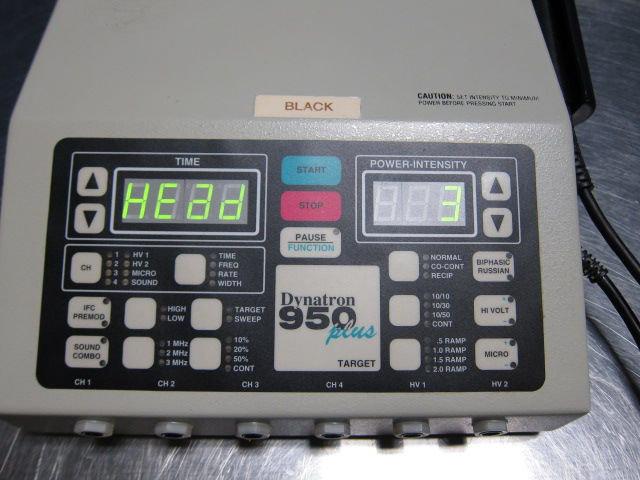 BLACK
CAUTION: SET INTENSITY TO MINIMUM
POWER BEFORE PRESSING START
TIME
HEAd
START
STOP
PAUSE
FUNCTION
POWER-INTENSITY
3
CH
1 HV 1
2 HV 2
3 MICRO
4 SOUND
TIME
FREQ
RATE
WIDTH
IFC
PREMOD
HIGH
LOW
TARGET
SWEEP
SOUND
COMBO
1 MHz
2 MHz
3 MHz
10%
20%
50%
CONT
Dynatron
950
plus
TARGET
NORMAL
CO-CONT
RECIP
BIPHASIC
RUSSIAN
10/10
10/30
10/50
CONT
+
HI VOLT
-
.5 RAMP
1.0 RAMP
1.5 RAMP
2.0 RAMP
+
MICRO
-
CH 1
CH 2
CH 3
CH 4
HV 1
HV 2